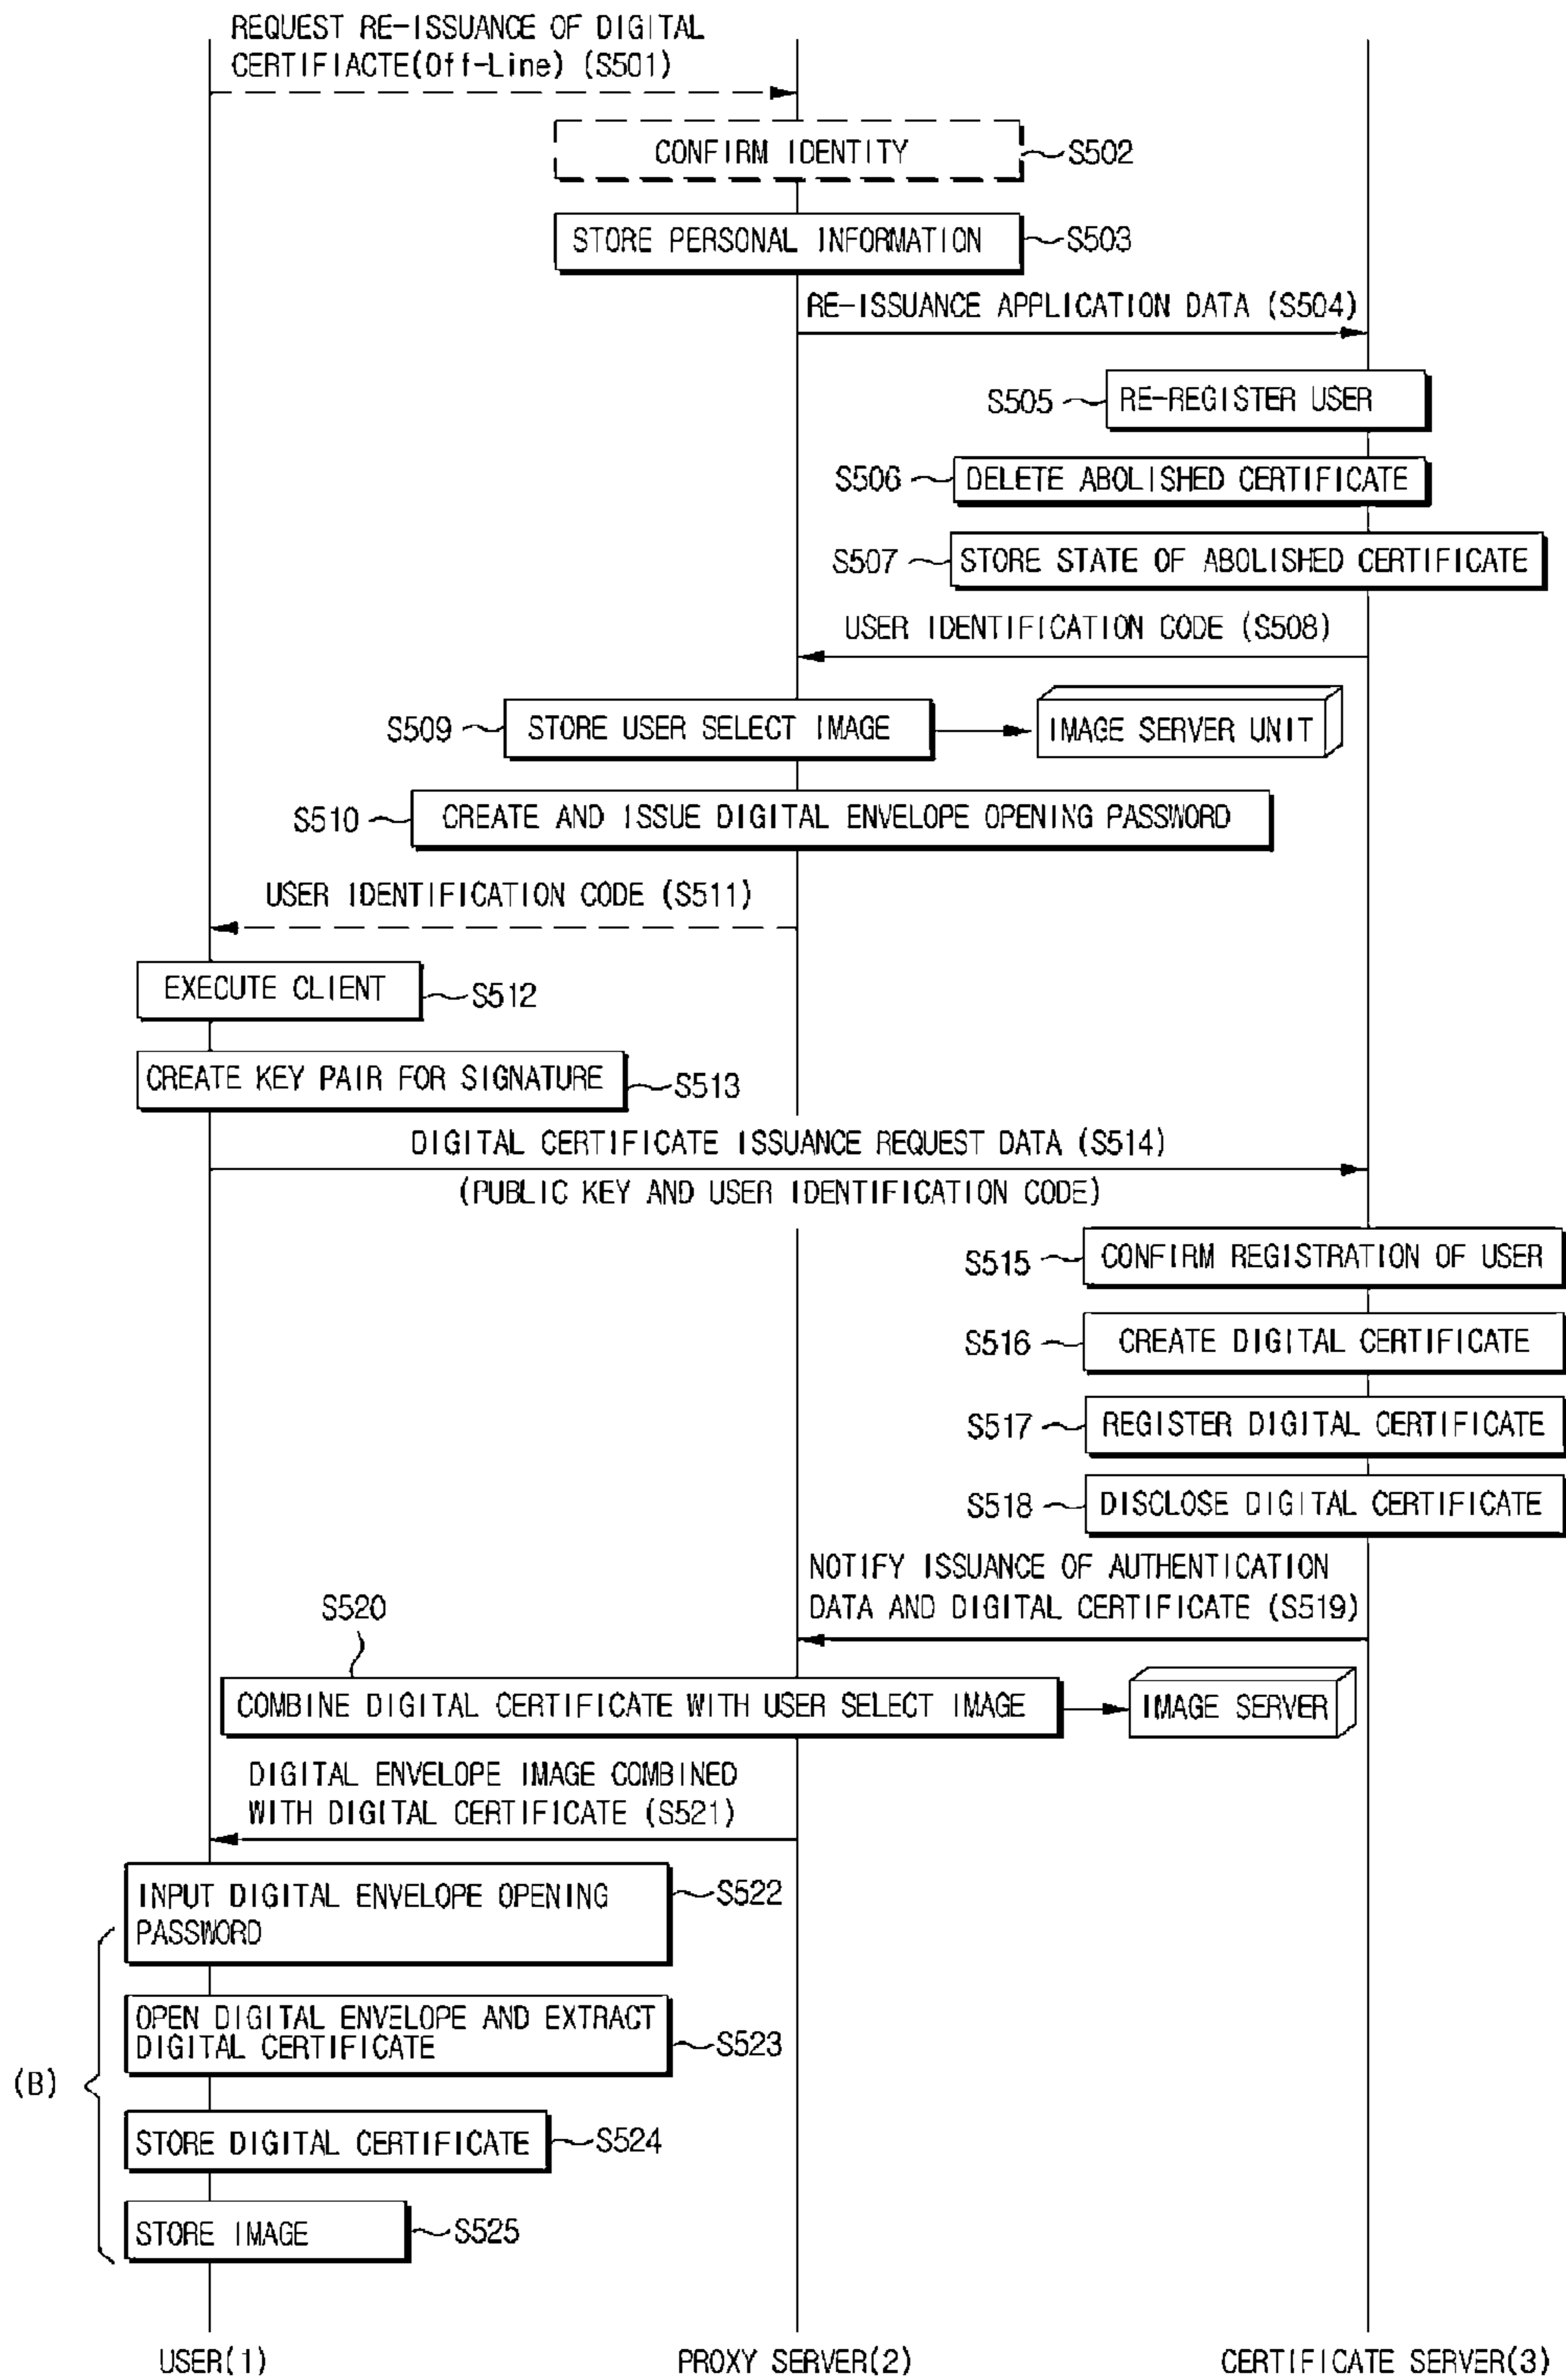 REQUEST RE-ISSUANCE OF DIGITAL
CERTIFIACTE(Off-Line) (S501)
CONFIRM IDENTITY
S502
STORE PERSONAL INFORMATION
S503
RE-ISSUANCE APPLICATION DATA (S504)
S505
RE-REGISTER USER
S506
DELETE ABOLISHED CERTIFICATE
S507
STORE STATE OF ABOLISHED CERTIFICATE
USER IDENTIFICATION CODE (S508)
S509
STORE USER SELECT IMAGE
IMAGE SERVER UNIT
S510
CREATE AND ISSUE DIGITAL ENVELOPE OPENING PASSWORD
USER IDENTIFICATION CODE (S511)
EXECUTE CLIENT
S512
CREATE KEY PAIR FOR SIGNATURE
S513
DIGITAL CERTIFICATE ISSUANCE REQUEST DATA (S514)
(PUBLIC KEY AND USER IDENTIFICATION CODE)
S515
CONFIRM REGISTRATION OF USER
S516
CREATE DIGITAL CERTIFICATE
S517
REGISTER DIGITAL CERTIFICATE
S518
DISCLOSE DIGITAL CERTIFICATE
NOTIFY ISSUANCE OF AUTHENTICATION
DATA AND DIGITAL CERTIFICATE (S519)
S520
COMBINE DIGITAL CERTIFICATE WITH USER SELECT IMAGE
IMAGE SERVER
DIGITAL ENVELOPE IMAGE COMBINED
WITH DIGITAL CERTIFICATE (S521)
INPUT DIGITAL ENVELOPE OPENING
PASSWORD
S522
OPEN DIGITAL ENVELOPE AND EXTRACT
DIGITAL CERTIFICATE
S523
(B)
STORE DIGITAL CERTIFICATE
S524
STORE IMAGE
S525
USER(1)
PROXY SERVER(2)
CERTIFICATE SERVER(3)